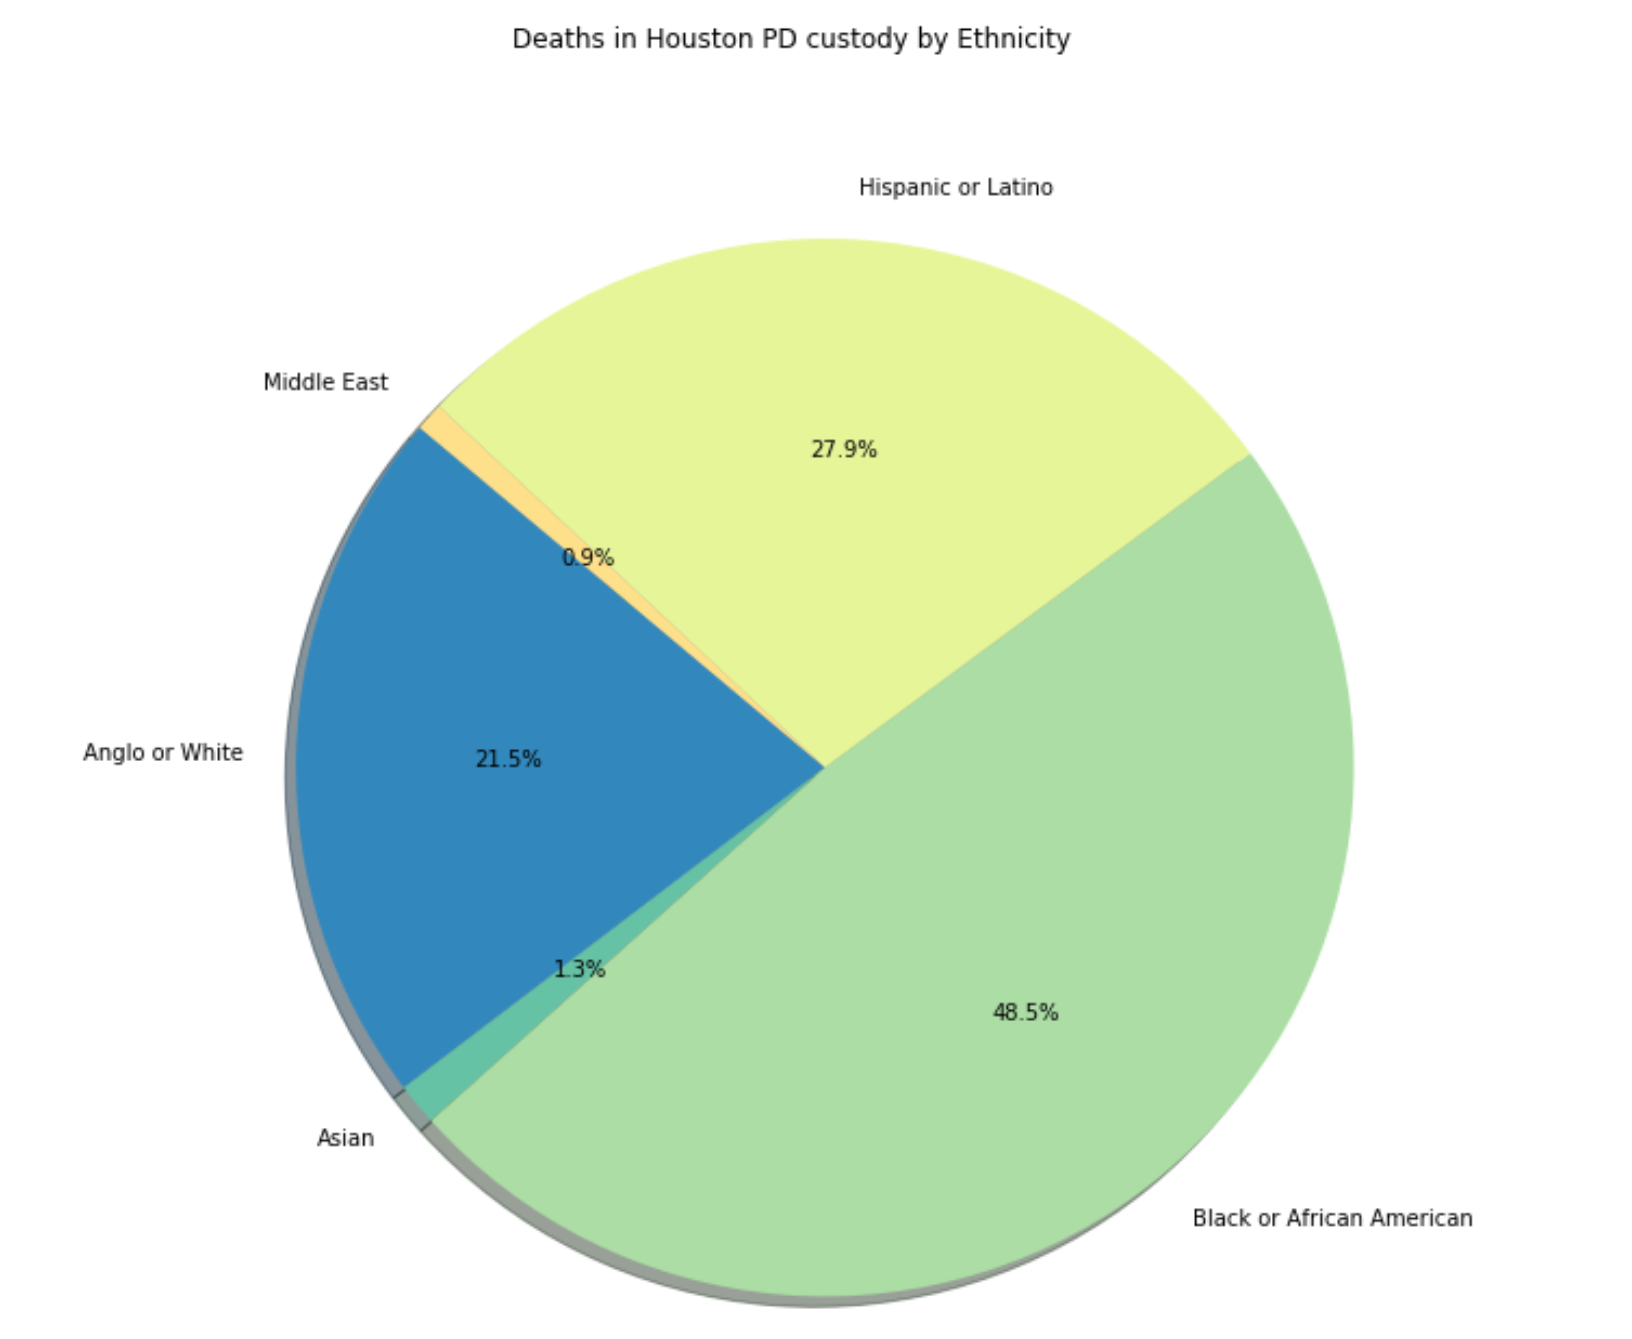 Deaths in Houston PD custody by Ethnicity
Hispanic or Latino
Middle East
27.9%
0.9%
Anglo or White
21.5%
1.3%
48.5%
Asian
Black or African American